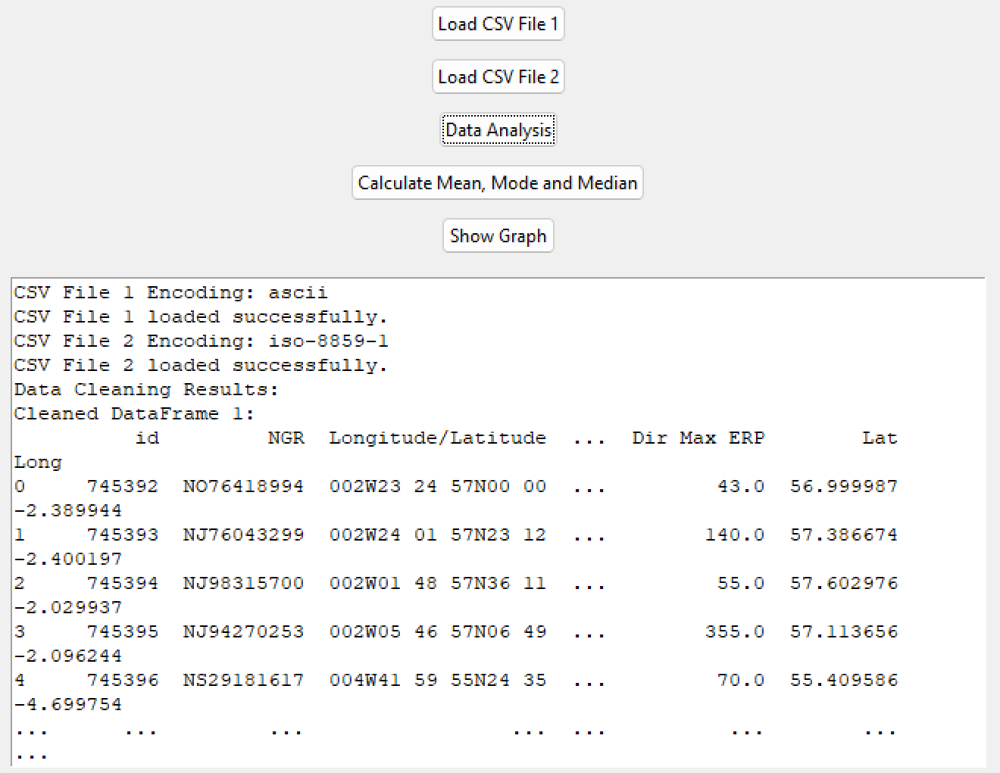 Load CSV File 1
Load CSV File 2
Data Analysis
Calculate Mean, Mode and Median
Show Graph
CSV File 1 Encoding: ascii
CSV File 1 loaded successfully.
CSV File 2 Encoding: iso-8859-1
CSV File 2 loaded successfully.
Data Cleaning Results:
Cleaned DataFrame 1:
          id         NGR  Longitude/Latitude  ...  Dir Max ERP        Lat
Long
0     745392  NO76418994  002W23 24 57N00 00  ...         43.0  56.999987
-2.389944
1     745393  NJ76043299  002W24 01 57N23 12  ...        140.0  57.386674
-2.400197
2     745394  NJ98315700  002W01 48 57N36 11  ...         55.0  57.602976
-2.029937
3     745395  NJ94270253  002W05 46 57N06 49  ...        355.0  57.113656
-2.096244
4     745396  NS29181617  004W41 59 55N24 35  ...         70.0  55.409586
-4.699754
...      ...         ...                 ...  ...          ...        ...
...